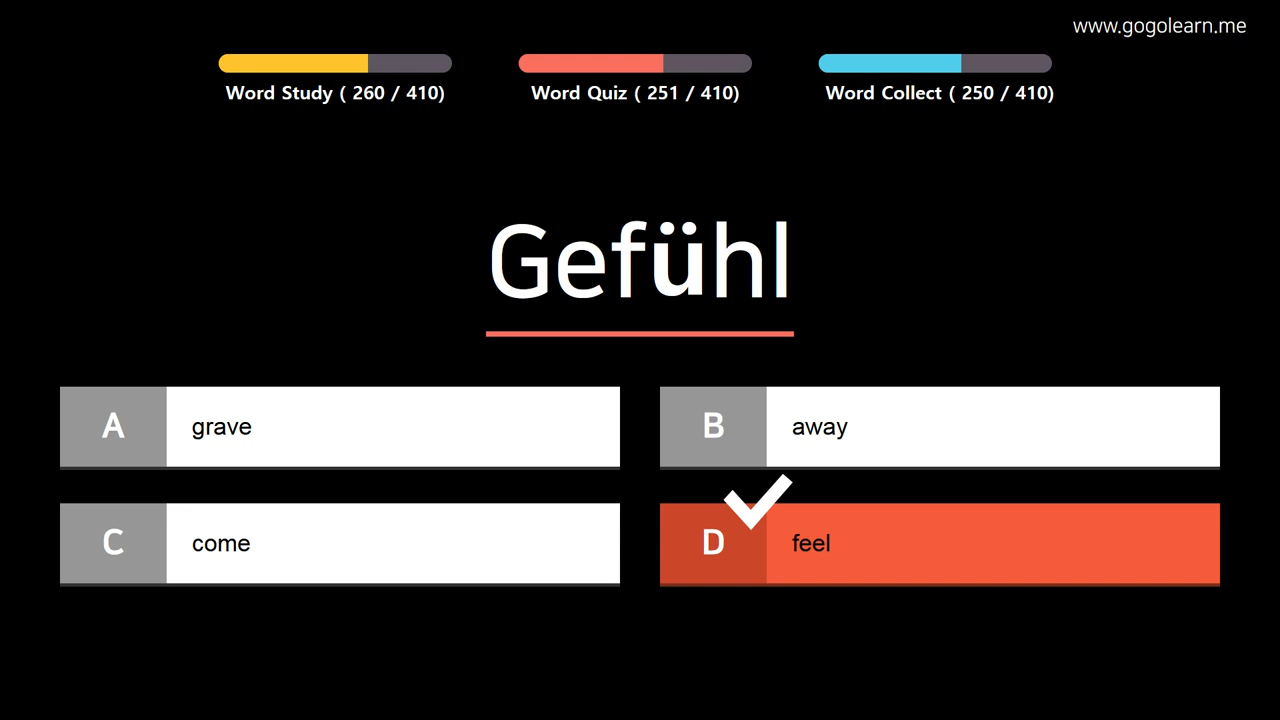 www.gogolearn.me
Word Study ( 260 / 410)
Word Quiz ( 251 / 410)
Word Collect ( 250 / 410)
Gefühl
A grave
B away
C come
D feel